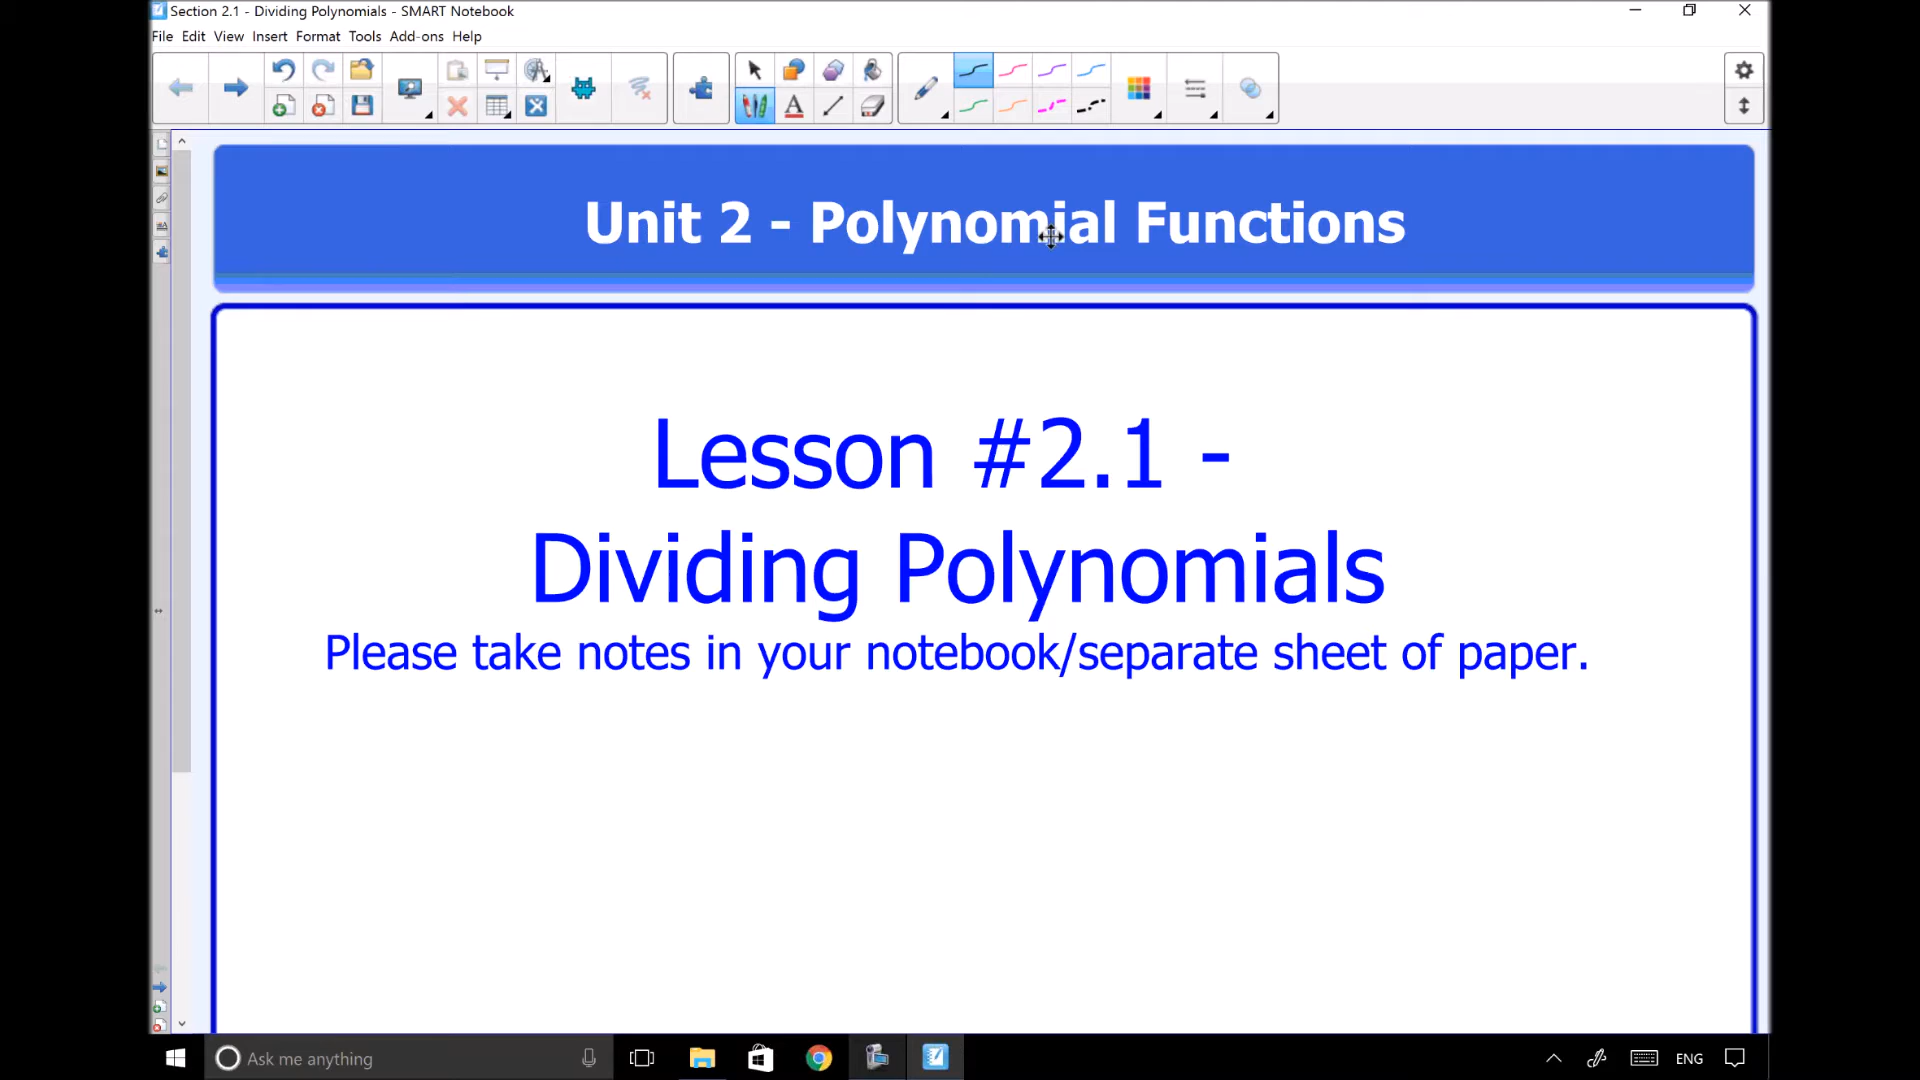 Section 2.1 - Dividing Polynomials - SMART Notebook
File Edit View Insert Format Tools Add-ons Help
Unit 2 - Polynomial Functions
Lesson #2.1 -
Dividing Polynomials
Please take notes in your notebook/separate sheet of paper.
Ask me anything
ENG